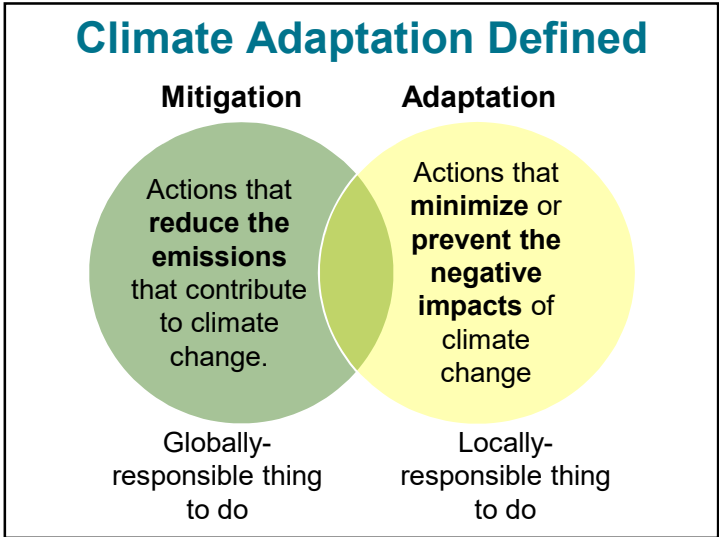 Climate Adaptation Defined
Mitigation
Actions that
reduce the
emissions
that contribute
to climate
change.
Globally-
responsible thing
to do
Adaptation
Actions that
minimize or
prevent the
negative
impacts of
climate
change
Locally-
responsible thing
to do